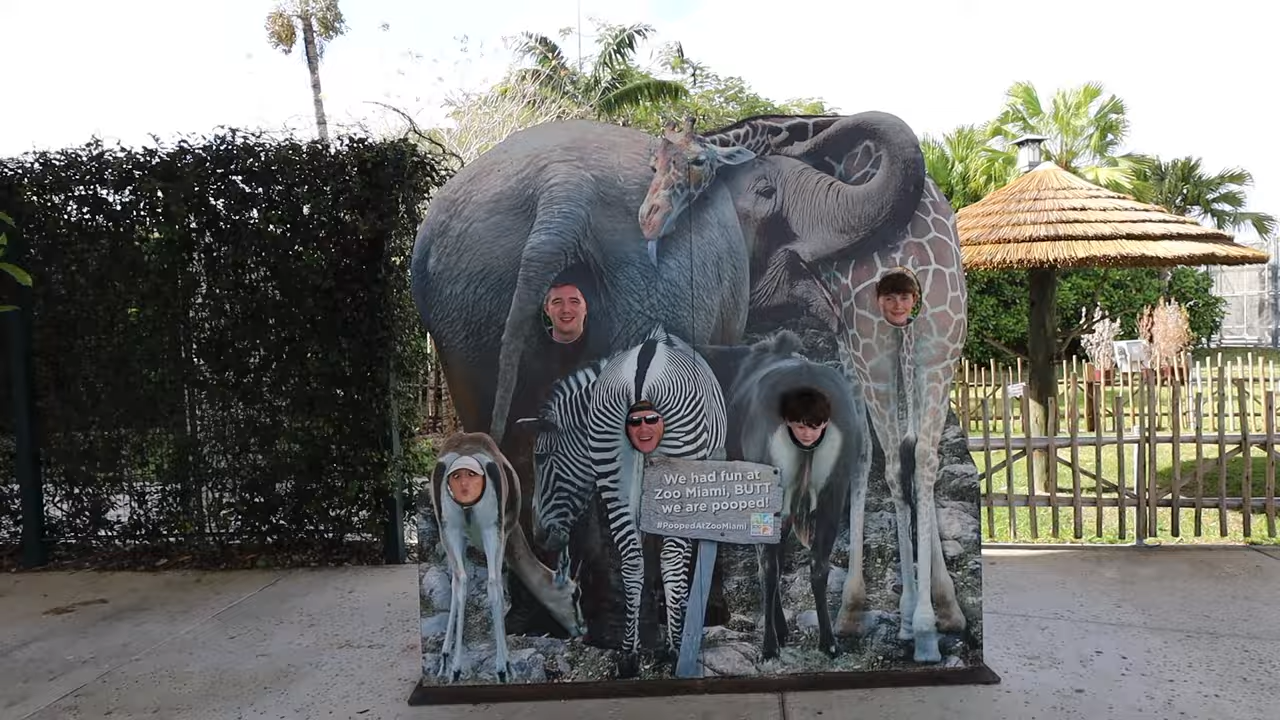 We had fun at
Zoo Miami, BUTT
we are pooped!
#PoopedAtZooMiami